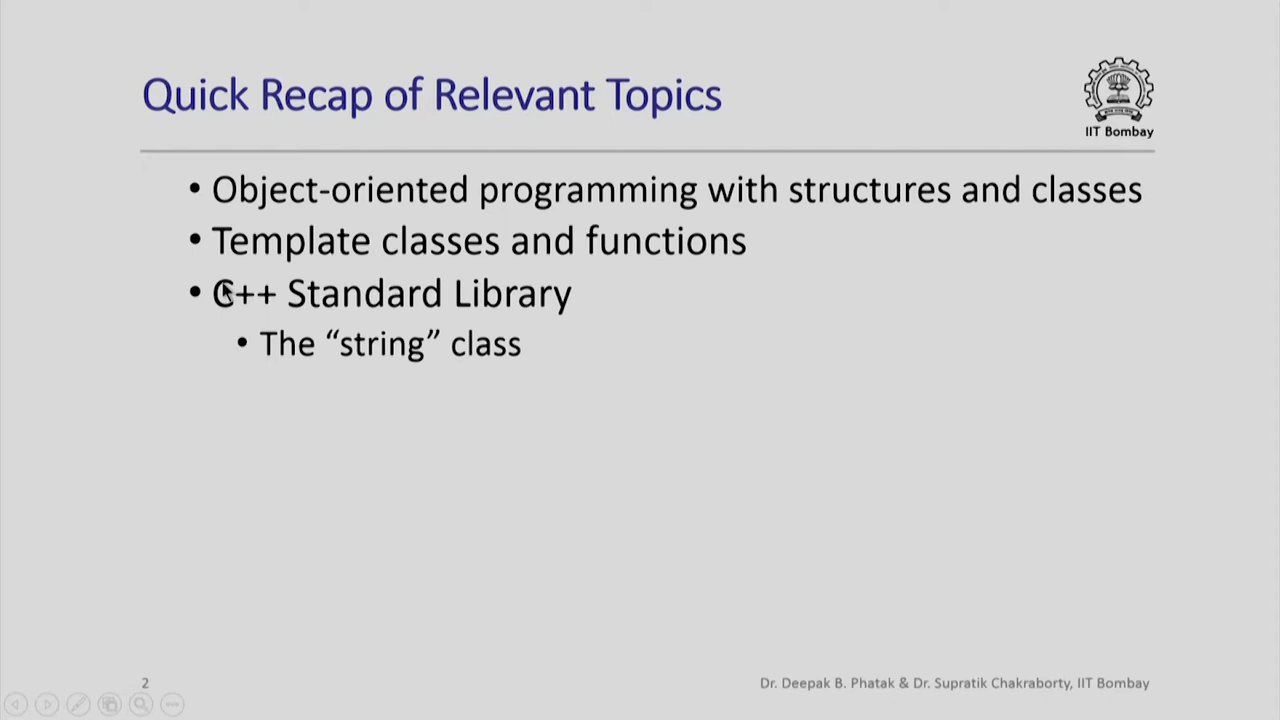 Quick Recap of Relevant Topics
IIT Bombay
• Object-oriented programming with structures and classes
• Template classes and functions
• C++ Standard Library
• The “string” class
2
Dr. Deepak B. Phatak & Dr. Supratik Chakraborty, IIT Bombay